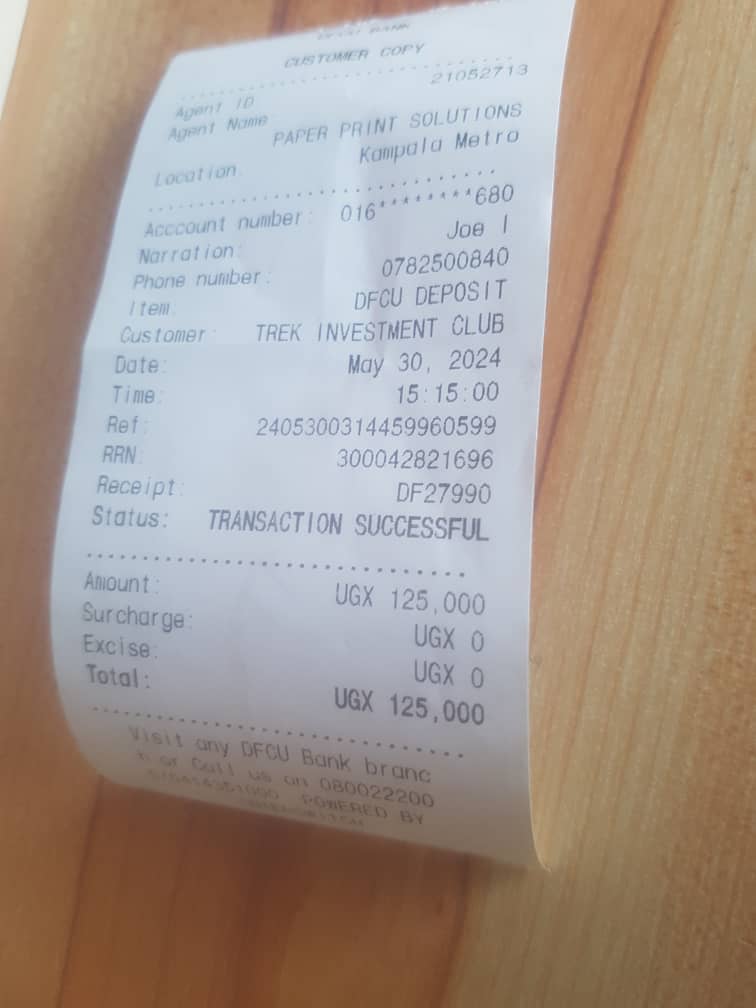 DFCU BANK
CUSTOMER COPY
Agent ID 21052713
Agent Name
PAPER PRINT SOLUTIONS
Location Kampala Metro
Acccount number: 016********680
Narration: Joe I
Phone number: 0782500840
Item: DFCU DEPOSIT
Customer: TREK INVESTMENT CLUB
Date: May 30, 2024
Time: 15:15:00
Ref: 2405300314459960599
RRN: 300042821696
Receipt: DF27990
Status: TRANSACTION SUCCESSFUL
Amount: UGX 125,000
Surcharge: UGX 0
Excise: UGX 0
Total: UGX 125,000
Visit any DFCU Bank branc
h or Call us on 080022200
POWERED BY